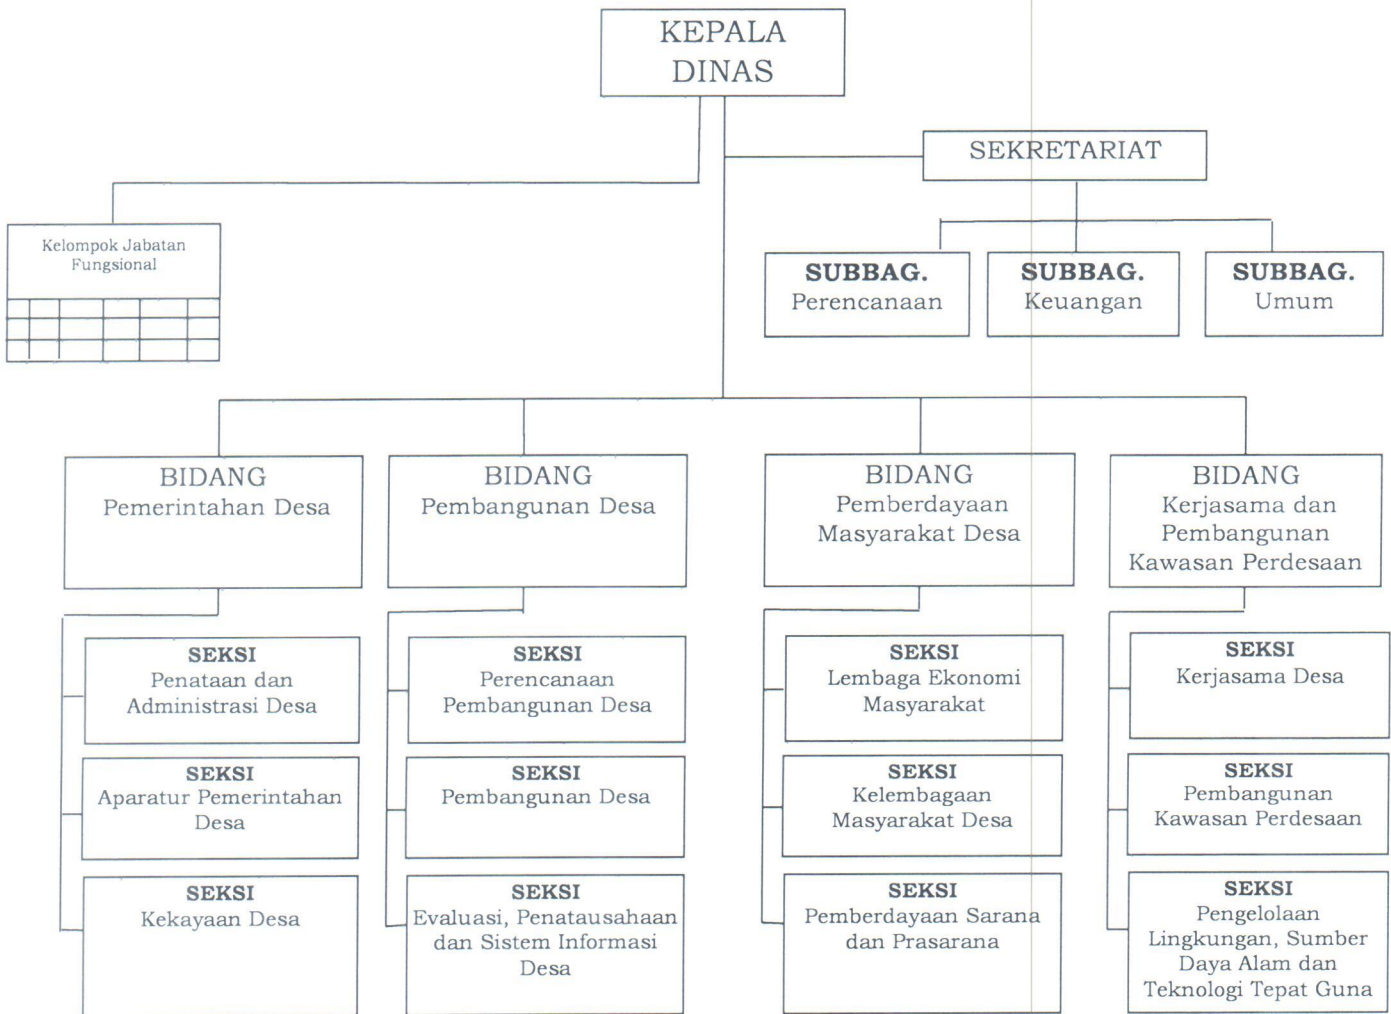 KEPALA
DINAS
SEKRETARIAT
Kelompok Jabatan
Fungsional
SUBBAG.
Perencanaan
SUBBAG.
Keuangan
SUBBAG.
Umum
BIDANG
Pemerintahan Desa
BIDANG
Pembangunan Desa
BIDANG
Pemberdayaan
Masyarakat Desa
BIDANG
Kerjasama dan
Pembangunan
Kawasan Perdesaan
SEKSI
Penataan dan
Administrasi Desa
SEKSI
Perencanaan
Pembangunan Desa
SEKSI
Lembaga Ekonomi
Masyarakat
SEKSI
Kerjasama Desa
SEKSI
Aparatur Pemerintahan
Desa
SEKSI
Pembangunan Desa
SEKSI
Kelembagaan
Masyarakat Desa
SEKSI
Pembangunan
Kawasan Perdesaan
SEKSI
Kekayaan Desa
SEKSI
Evaluasi, Penatausahaan
dan Sistem Informasi
Desa
SEKSI
Pemberdayaan Sarana
dan Prasarana
SEKSI
Pengelolaan
Lingkungan, Sumber
Daya Alam dan
Teknologi Tepat Guna